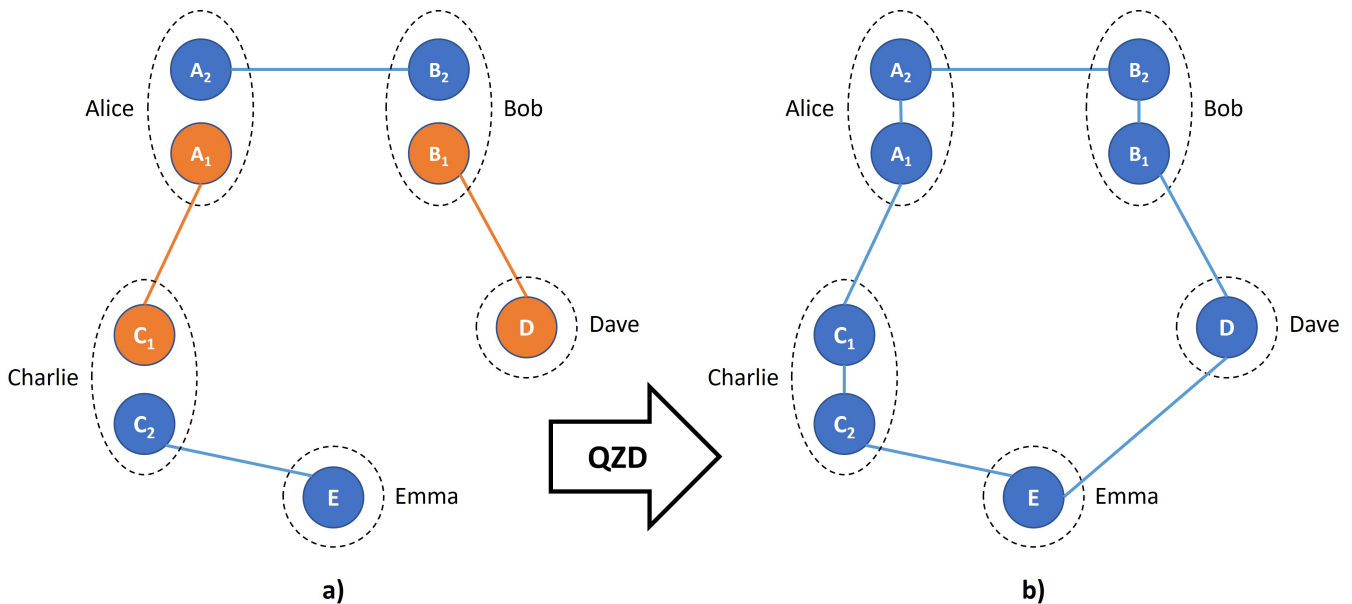 A₂ B₂ A₂ B₂
Alice Bob Alice Bob
A₁ B₁ A₁ B₁
C₁ D Dave C₁ D Dave
Charlie Charlie
C₂ C₂
QZD
E Emma E Emma
a) b)